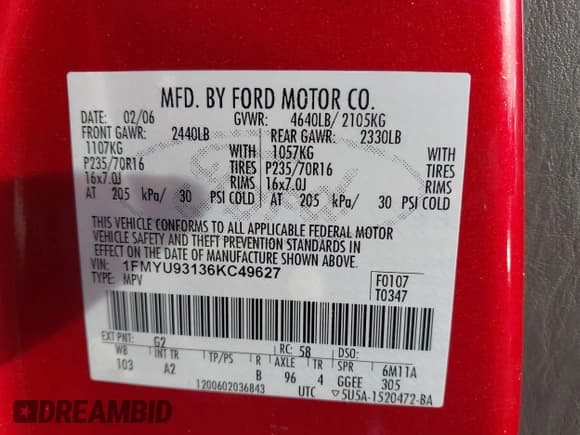 MFD. BY FORD MOTOR CO.
DATE: 02/06 GVWR: 4640LB/ 2105KG
FRONT GAWR: 2440LB REAR GAWR: 2330LB
1107KG WITH 1057KG WITH
P235/70R16 TIRES P235/70R16 TIRES
16x7.0J RIMS 16x7.0J RIMS
AT 205 kPa/ 30 PSI COLD AT 205 kPa/ 30 PSI COLD
Ford
THIS VEHICLE CONFORMS TO ALL APPLICABLE FEDERAL MOTOR
VEHICLE SAFETY AND THEFT PREVENTION STANDARDS IN
EFFECT ON THE DATE OF MANUFACTURE SHOWN ABOVE.
VIN: 1FMYU93136KC49627
TYPE: MPV
F0107
T0347
EXT PNT: G2 RC: 58 DSO:
WB INT TR TP/PS R AXLE TR SPR 6M11A
103 A2 B 96 4 GGEE 305
1200602036843 UTC ▽5U5A-1520472-BA
DREAMBID